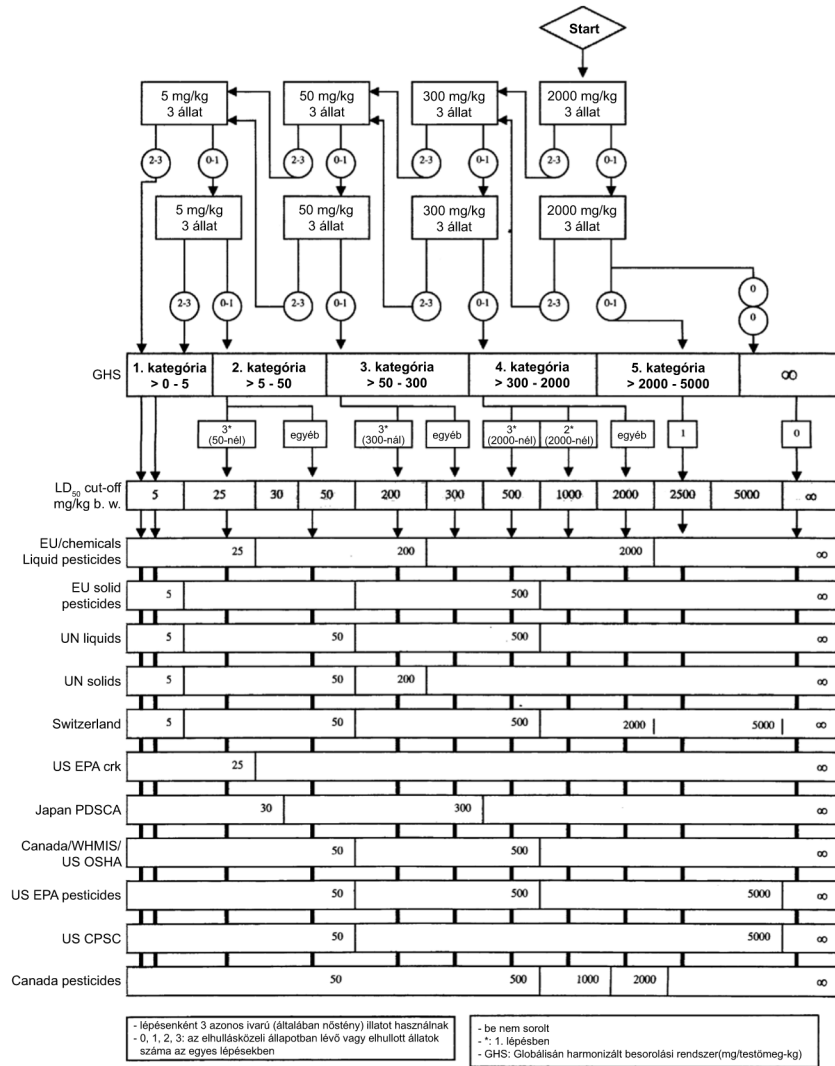 Start
5 mg/kg 50 mg/kg 300 mg/kg 2000 mg/kg
3 állat 3 állat 3 állat 3 állat
2-3 0-1 2-3 0-1 2-3 0-1 2-3 0-1
5 mg/kg 50 mg/kg 300 mg/kg 2000 mg/kg
3 állat 3 állat 3 állat 3 állat
0
2-3 0-1 2-3 0-1 2-3 0-1 2-3 0-1 0
GHS 1. kategória 2. kategória 3. kategória 4. kategória 5. kategória ∞
> 0 - 5 > 5 - 50 > 50 - 300 > 300 - 2000 > 2000 - 5000
3* egyéb 3* egyéb 3* 2* egyéb 1 0
(50-nél) (300-nál) (2000-nél) (2000-nél)
LD50 cut-off 5 25 30 50 200 300 500 1000 2000 2500 5000 ∞
mg/kg b. w.
EU/chemicals 25 200 2000 ∞
Liquid pesticides
EU solid 5 500 ∞
pesticides
UN liquids 5 50 500 ∞
UN solids 5 50 200 ∞
Switzerland 5 50 500 2000 5000 ∞
US EPA crk 25 ∞
Japan PDSCA 30 300 ∞
Canada/WHMIS/ 50 500 ∞
US OSHA
US EPA pesticides 50 500 5000 ∞
US CPSC 50 5000 ∞
Canada pesticides 50 500 1000 2000 ∞
- lépésenként 3 azonos ivarú (általában nőstény) illatot használnak
- 0, 1, 2, 3: az elhullásközeli állapotban lévő vagy elhullott állatok
száma az egyes lépésekben
- be nem sorolt
- *: 1. lépésben
- GHS: Globálisán harmonizált besorolási rendszer(mg/testömeg-kg)